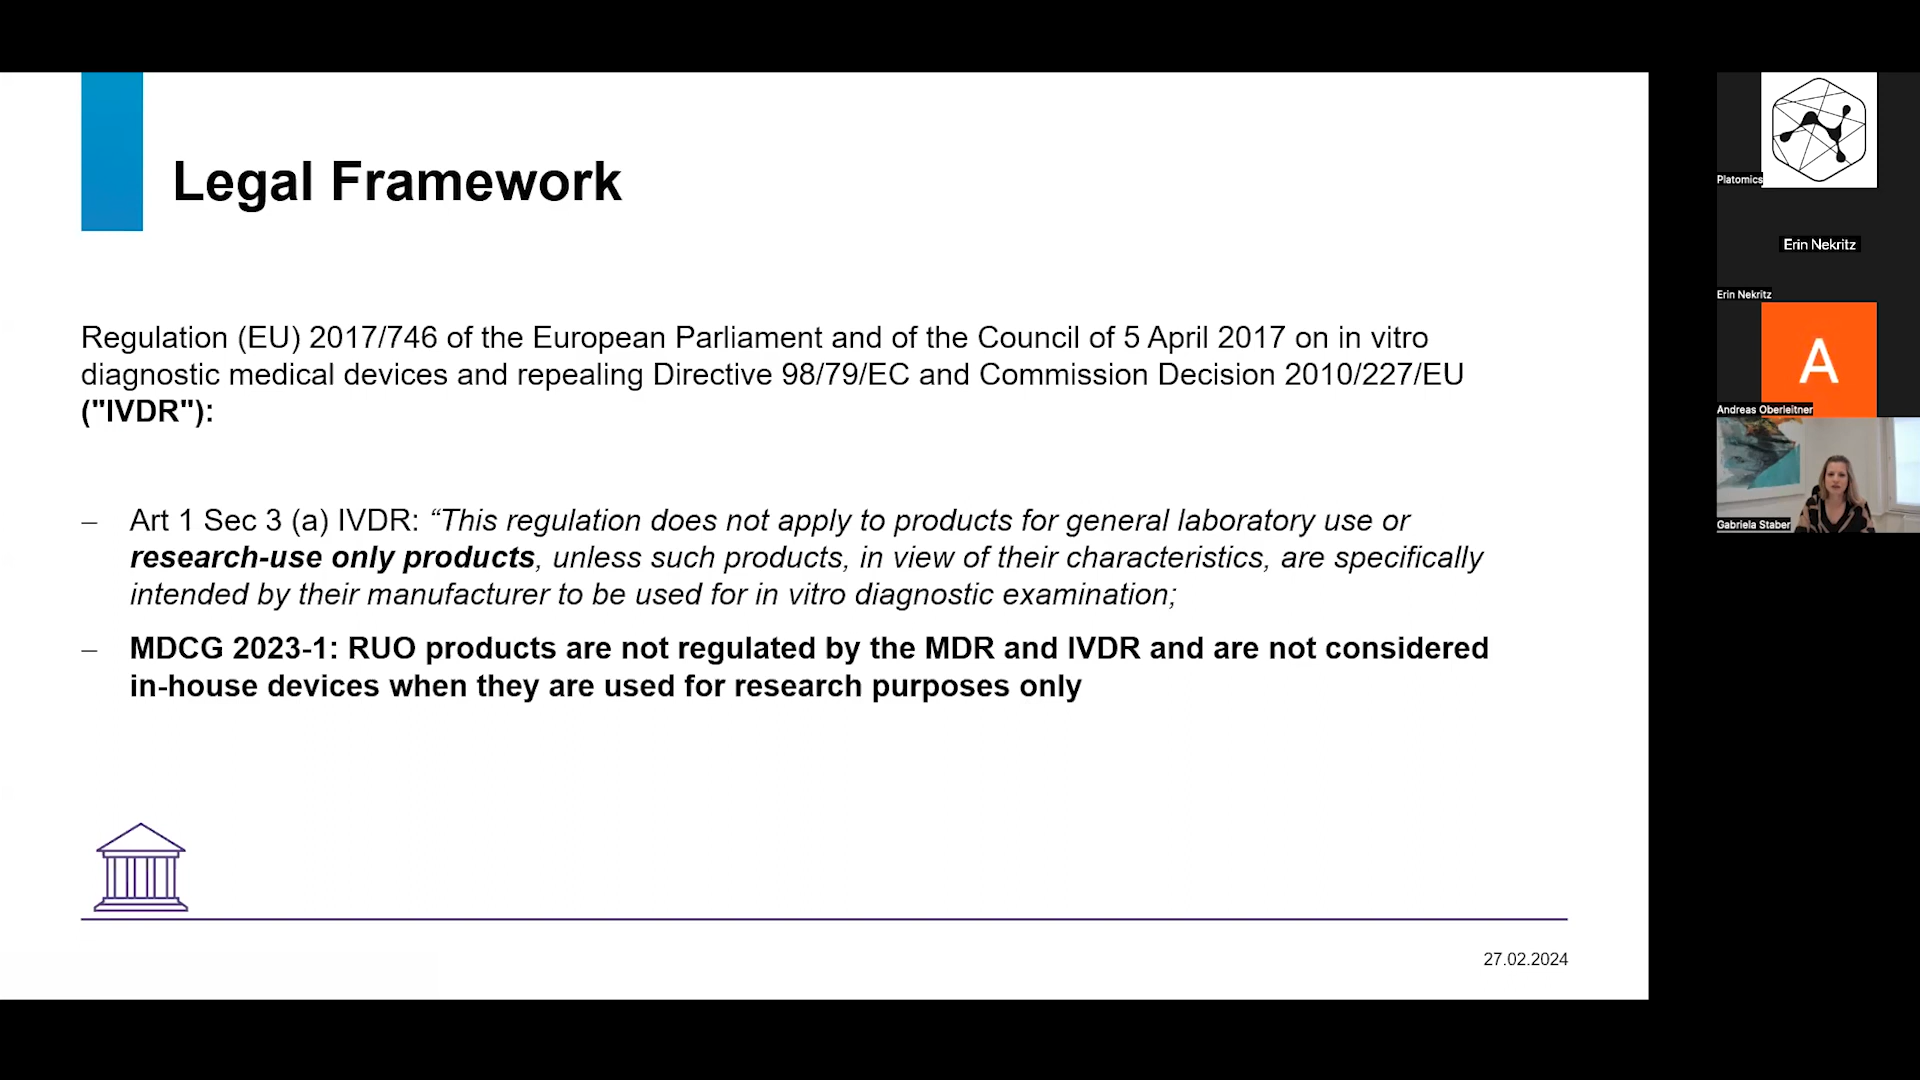 Legal Framework
Regulation (EU) 2017/746 of the European Parliament and of the Council of 5 April 2017 on in vitro
diagnostic medical devices and repealing Directive 98/79/EC and Commission Decision 2010/227/EU
("IVDR"):
– Art 1 Sec 3 (a) IVDR: “This regulation does not apply to products for general laboratory use or
research-use only products, unless such products, in view of their characteristics, are specifically
intended by their manufacturer to be used for in vitro diagnostic examination;
– MDCG 2023-1: RUO products are not regulated by the MDR and IVDR and are not considered
in-house devices when they are used for research purposes only
27.02.2024
Platomics
Erin Nekritz
Erin Nekritz
A
Andreas Oberleitner
Gabriela Staber